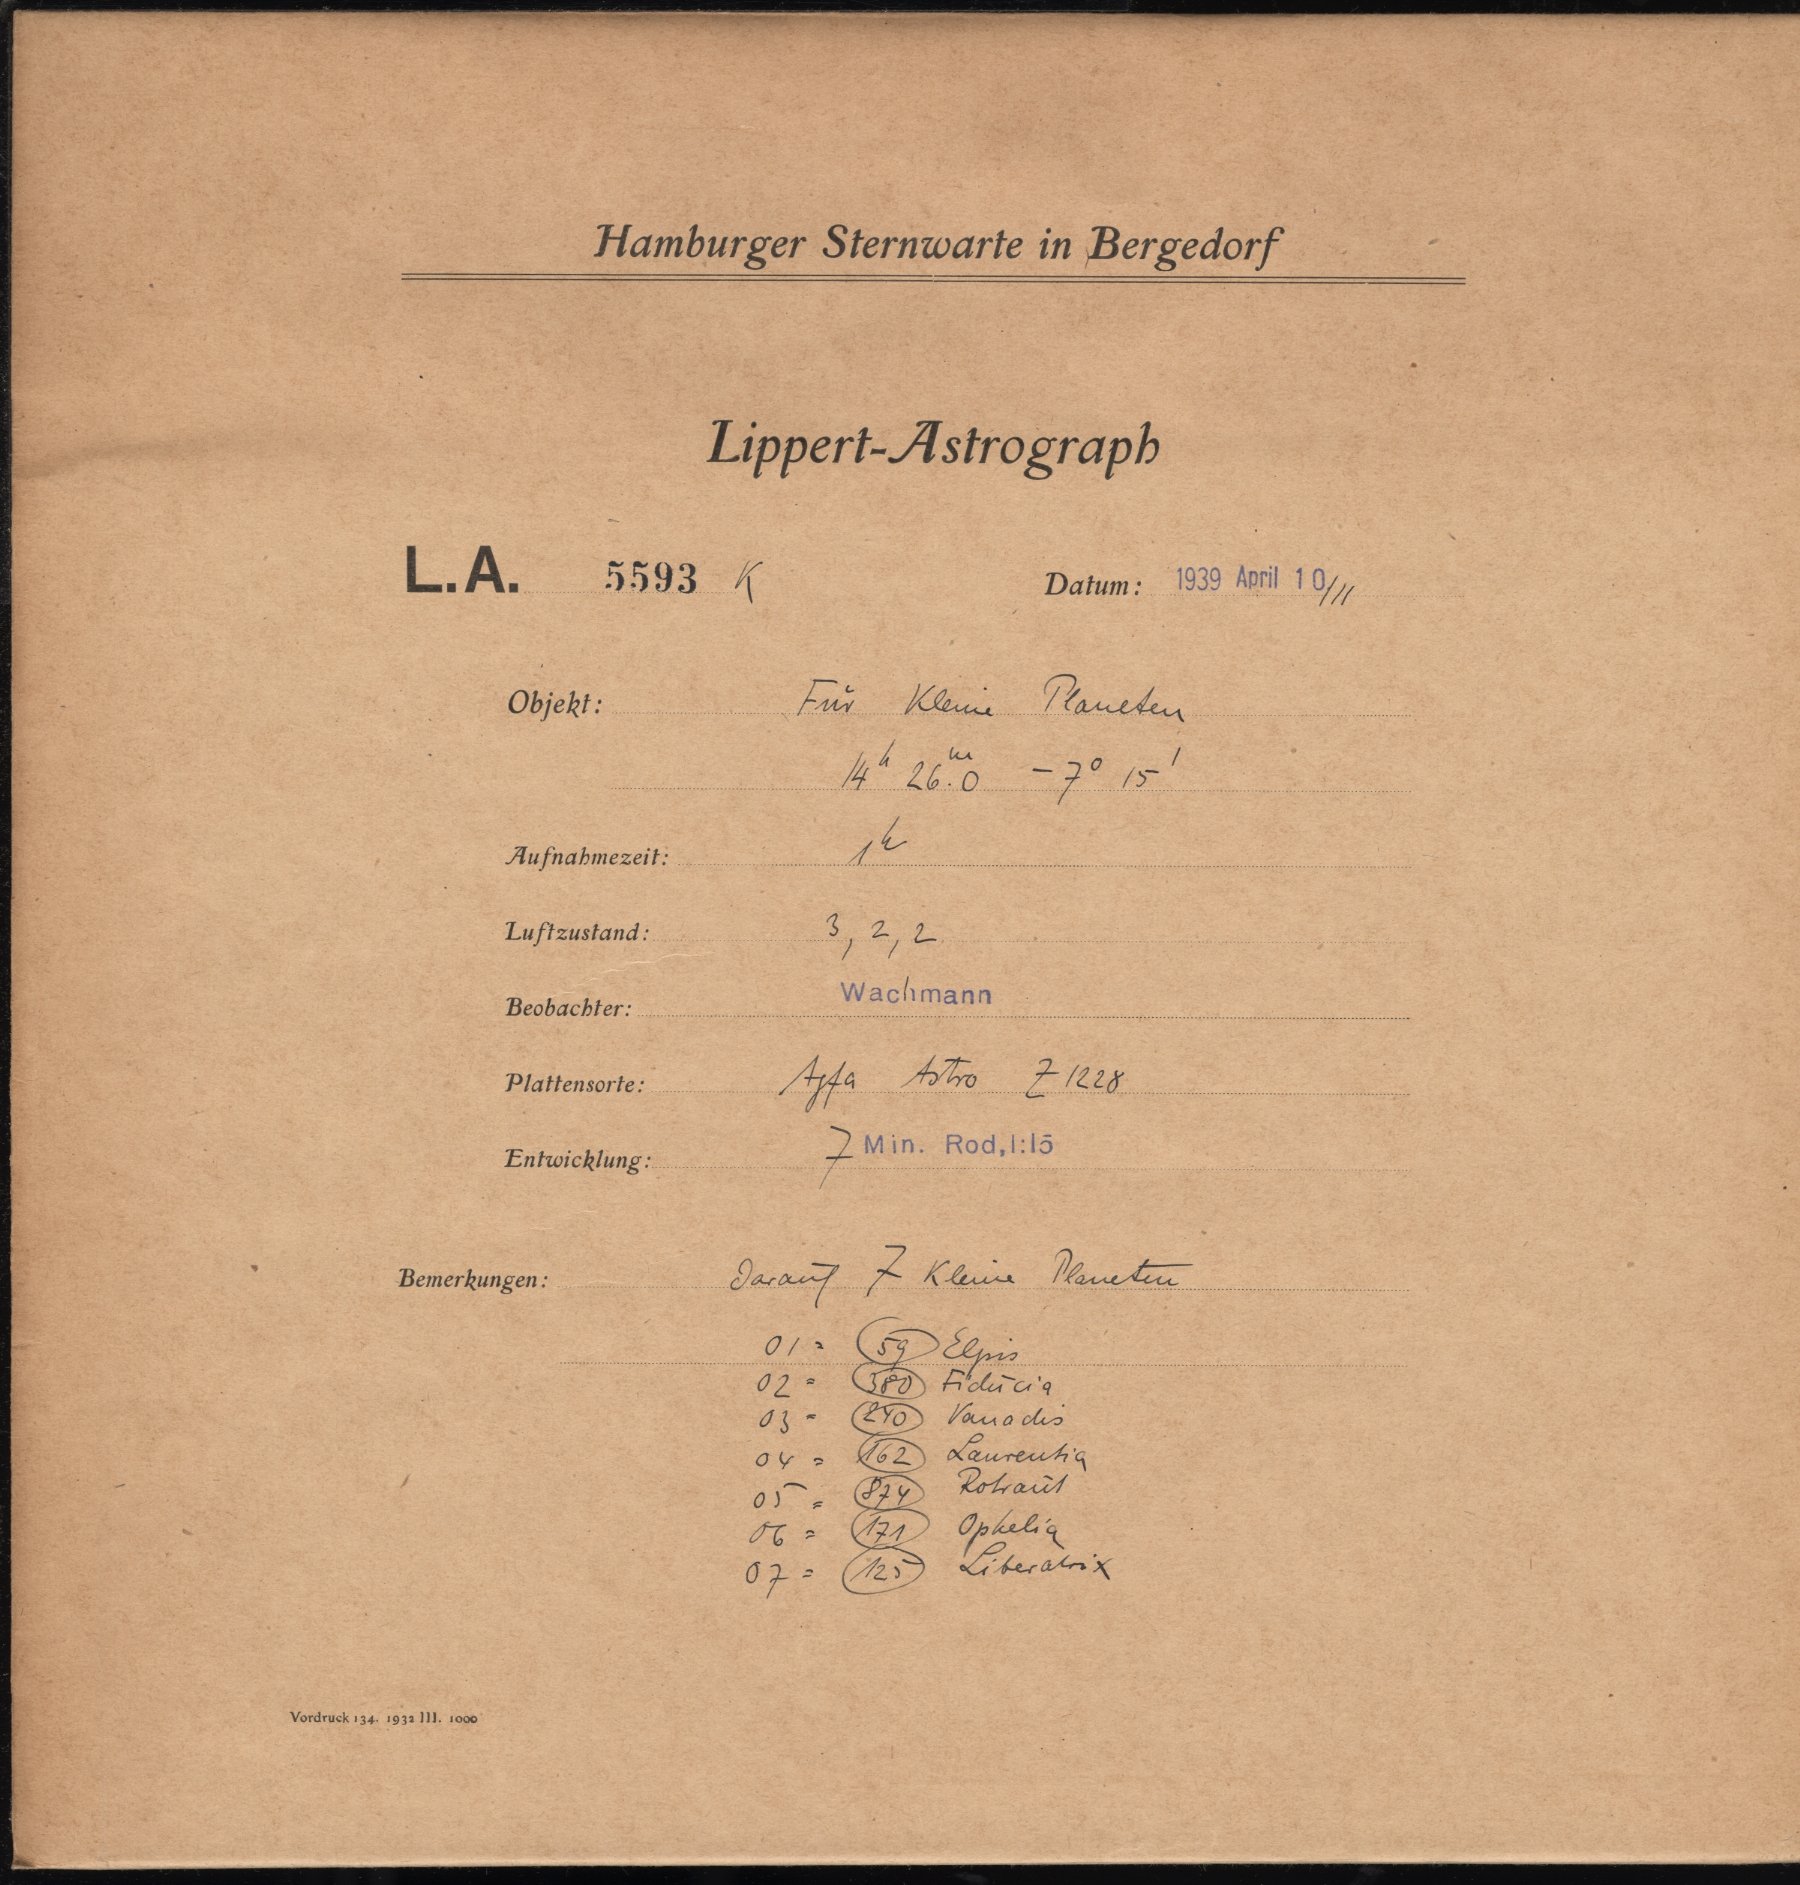 Hamburger Sternwarte in Bergedorf
Lippert-Astrograph
L.A. 5593 K Datum: 1939 April 10/11
Objekt: Für Kleine Planeten
14h 26m.0 -7° 15'
Aufnahmezeit: 1h
Luftzustand: 3, 2, 2
Beobachter: Wachmann
Plattensorte: Agfa Astro Z 1228
Entwicklung: 7 Min. Rod, 1:15
Bemerkungen: Darauf 7 Kleine Planeten
01 = 59 Elpis
02 = 380 Fiducia
03 = 240 Vanadis
04 = 162 Laurentia
05 = 874 Rotraut
06 = 171 Ophelia
07 = 125 Liberatrix
Vordruck 134. 1932 III. 1000